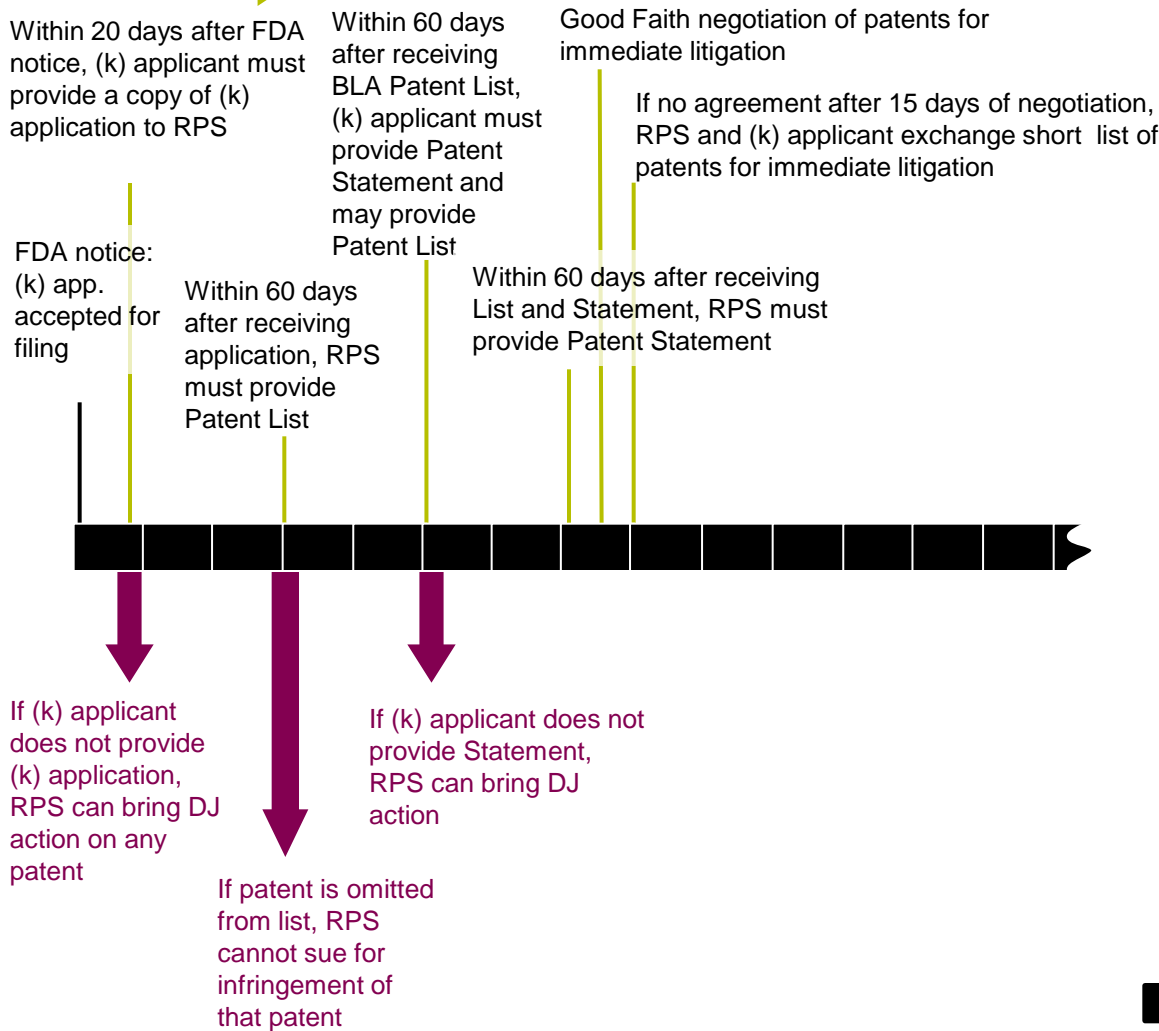 Within 20 days after FDA
notice, (k) applicant must
provide a copy of (k)
application to RPS
Within 60 days
after receiving
BLA Patent List,
(k) applicant must
provide Patent
Statement and
may provide
Patent List
Good Faith negotiation of patents for
immediate litigation
If no agreement after 15 days of negotiation,
RPS and (k) applicant exchange short list of
patents for immediate litigation
FDA notice:
(k) app.
accepted for
filing
Within 60 days
after receiving
application, RPS
must provide
Patent List
Within 60 days after receiving
List and Statement, RPS must
provide Patent Statement
If (k) applicant
does not provide
(k) application,
RPS can bring DJ
action on any
patent
If patent is omitted
from list, RPS
cannot sue for
infringement of
that patent
If (k) applicant does not
provide Statement,
RPS can bring DJ
action